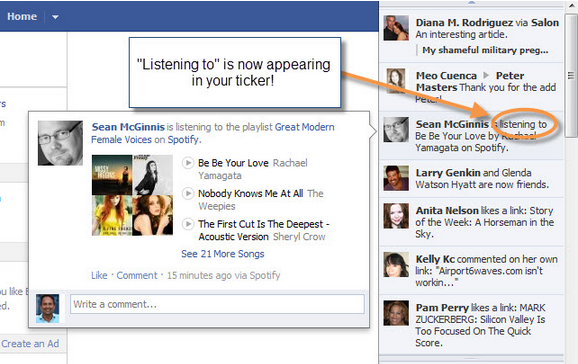 Home
"Listening to" is now appearing
in your ticker!
Sean McGinnis is listening to the playlist Great Modern
Female Voices on Spotify.
Be Be Your Love Rachael
Yamagata
Nobody Knows Me At All The
Weepies
The First Cut Is The Deepest -
Acoustic Version Sheryl Crow
See 21 More Songs
Like · Comment · 15 minutes ago via Spotify
Write a comment...
Create an Ad
Diana M. Rodriguez via Salon
An interesting article.
My shameful military preg...
Meo Cuenca Peter
Masters Thank you for the add
Peter!
Sean McGinnis is listening to
Be Be Your Love by Rachael
Yamagata on Spotify.
Larry Genkin and Glenda
Watson Hyatt are now friends.
Anita Nelson likes a link: Story
of the Week: A Horseman in the
Sky.
Kelly Kc commented on her own
link: "Airport6waves.com isn't
workin..."
Pam Perry likes a link: MARK
ZUCKERBERG: Silicon Valley Is
Too Focused On The Quick
Score.